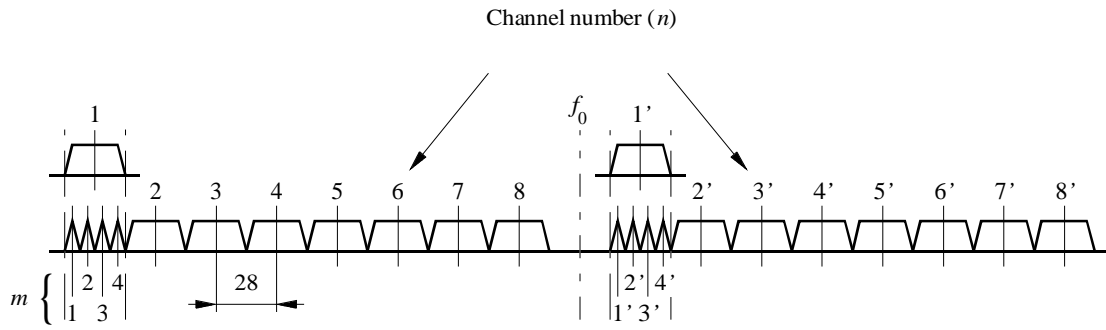 Channel number (n)
f0
1 1’
2 3 4 5 6 7 8 2’ 3’ 4’ 5’ 6’ 7’ 8’
m { 2 4 28 2’ 4’
1 3 1’ 3’